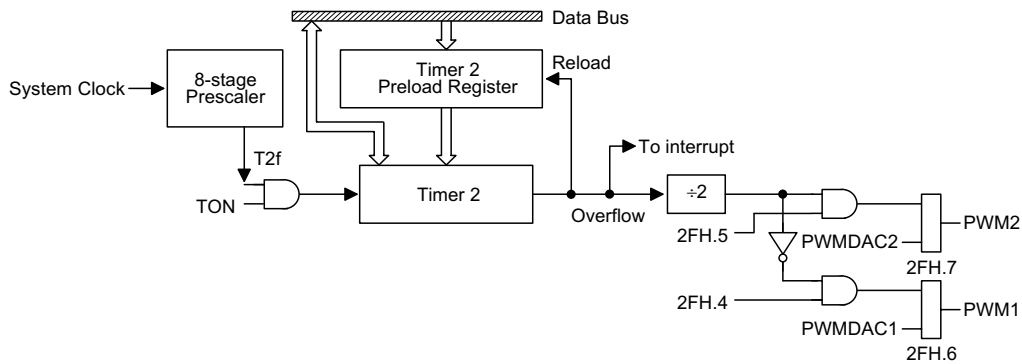 Data Bus
System Clock
8-stage
Prescaler
Timer 2
Preload Register
Reload
T2f
TON
Timer 2
To interrupt
Overflow
÷2
2FH.5
PWMDAC2
PWM2
2FH.7
2FH.4
PWMDAC1
PWM1
2FH.6